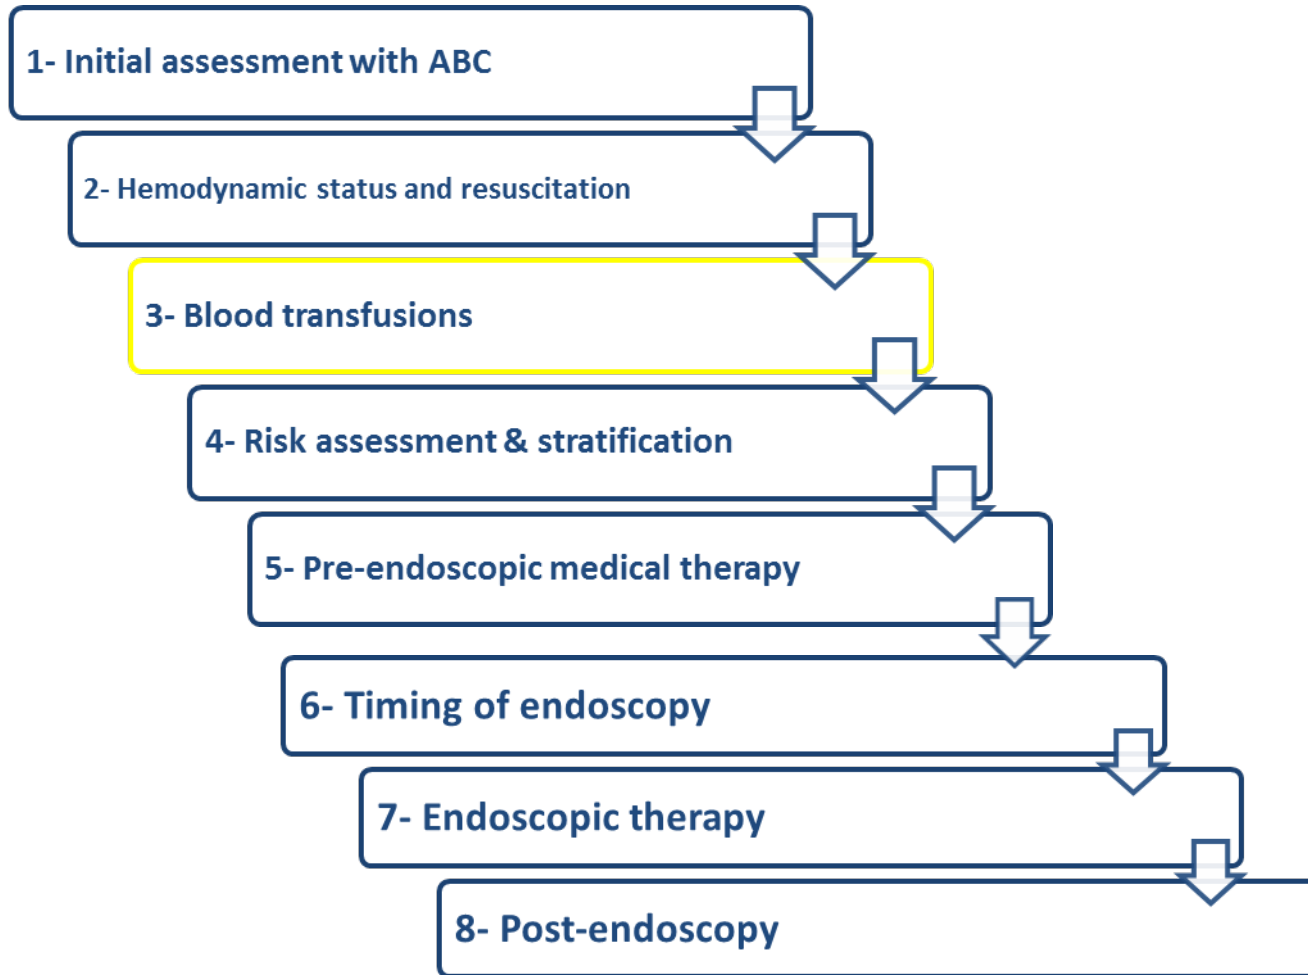 1- Initial assessment with ABC
2- Hemodynamic status and resuscitation
3- Blood transfusions
4- Risk assessment & stratification
5- Pre-endoscopic medical therapy
6- Timing of endoscopy
7- Endoscopic therapy
8- Post-endoscopy